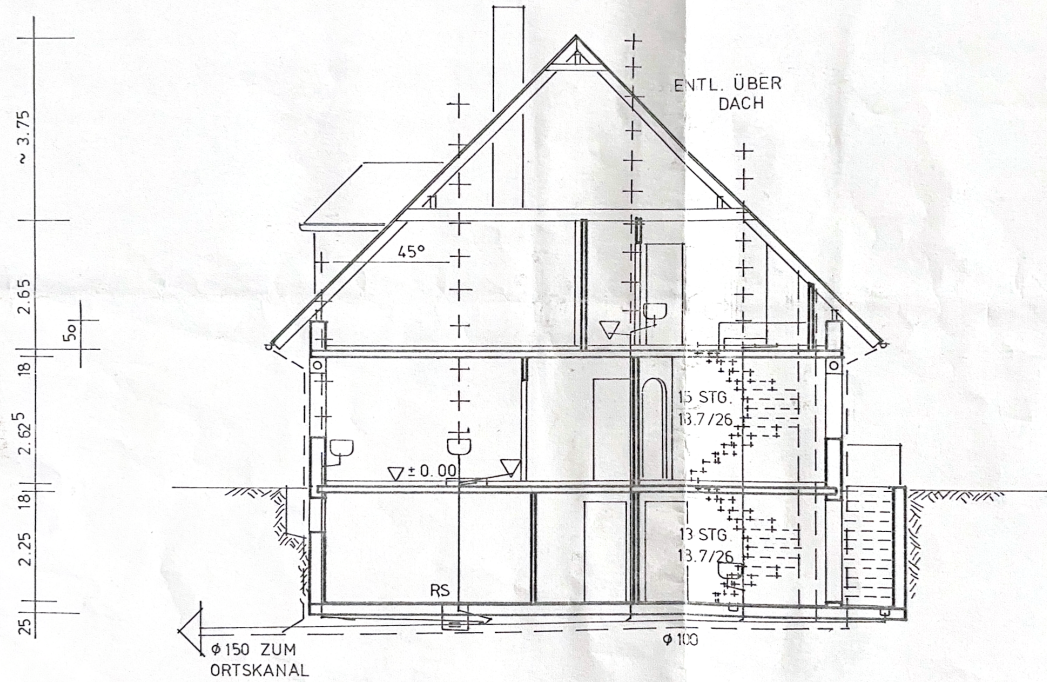 ENTL. ÜBER
DACH
~ 3.75
2.65
50
18
2.62⁵
18
2.25
25
45°
15 STG.
18.7/26
± 0.00
13 STG.
18.7/26
RS
φ 100
φ 150 ZUM
ORTSKANAL